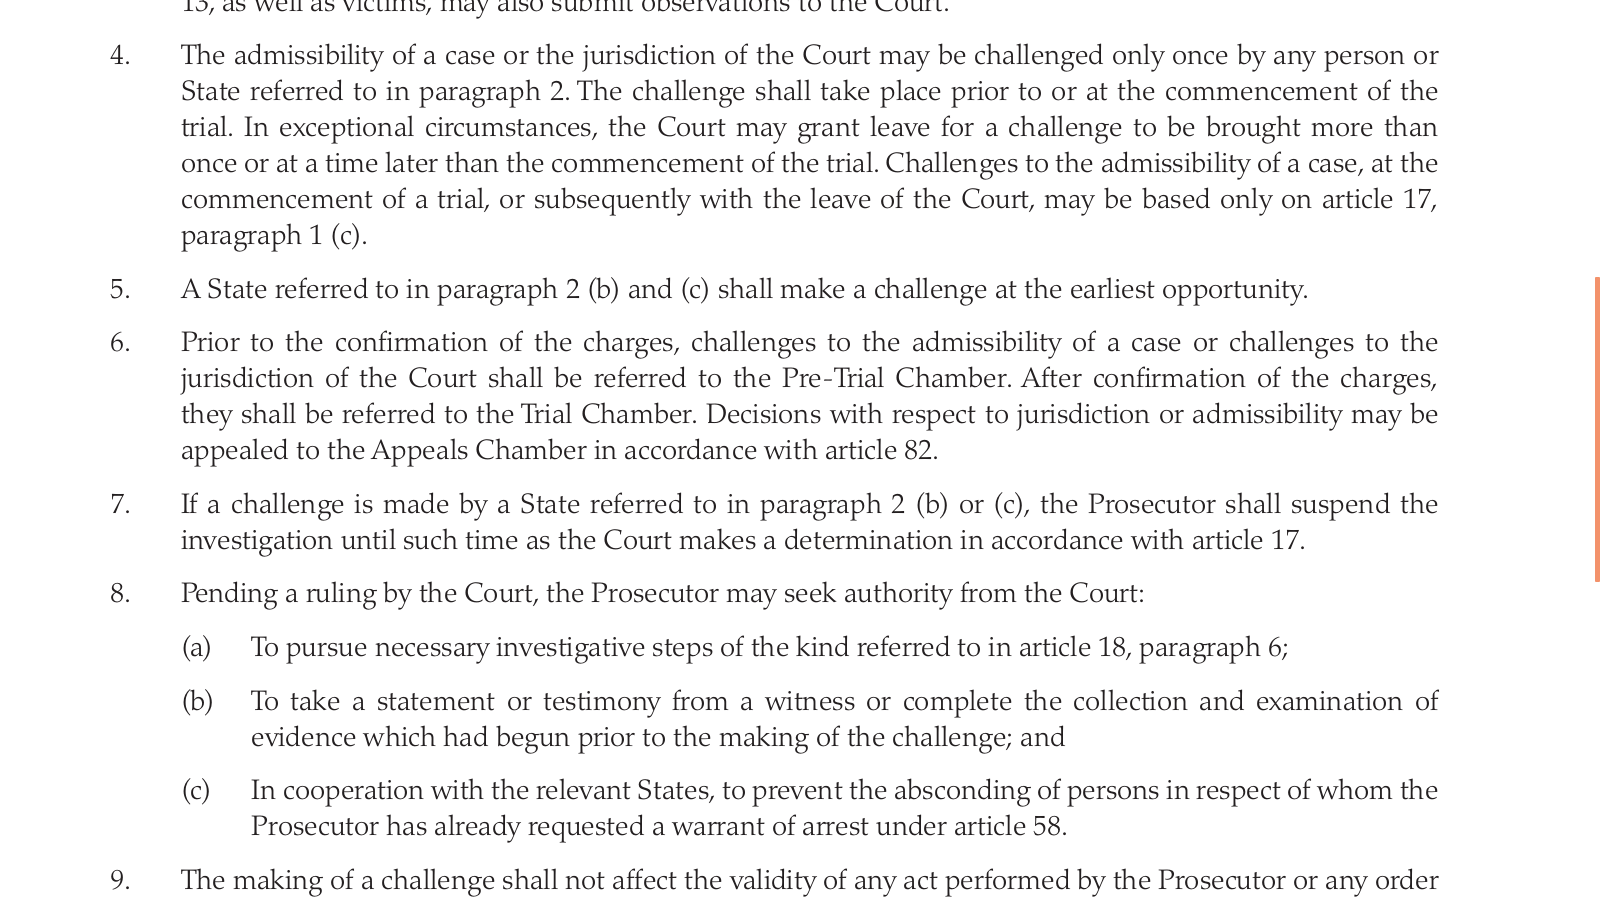 13, as well as victims, may also submit observations to the Court.
4. The admissibility of a case or the jurisdiction of the Court may be challenged only once by any person or
State referred to in paragraph 2. The challenge shall take place prior to or at the commencement of the
trial. In exceptional circumstances, the Court may grant leave for a challenge to be brought more than
once or at a time later than the commencement of the trial. Challenges to the admissibility of a case, at the
commencement of a trial, or subsequently with the leave of the Court, may be based only on article 17,
paragraph 1 (c).
5. A State referred to in paragraph 2 (b) and (c) shall make a challenge at the earliest opportunity.
6. Prior to the confirmation of the charges, challenges to the admissibility of a case or challenges to the
jurisdiction of the Court shall be referred to the Pre-Trial Chamber. After confirmation of the charges,
they shall be referred to the Trial Chamber. Decisions with respect to jurisdiction or admissibility may be
appealed to the Appeals Chamber in accordance with article 82.
7. If a challenge is made by a State referred to in paragraph 2 (b) or (c), the Prosecutor shall suspend the
investigation until such time as the Court makes a determination in accordance with article 17.
8. Pending a ruling by the Court, the Prosecutor may seek authority from the Court:
(a) To pursue necessary investigative steps of the kind referred to in article 18, paragraph 6;
(b) To take a statement or testimony from a witness or complete the collection and examination of
evidence which had begun prior to the making of the challenge; and
(c) In cooperation with the relevant States, to prevent the absconding of persons in respect of whom the
Prosecutor has already requested a warrant of arrest under article 58.
9. The making of a challenge shall not affect the validity of any act performed by the Prosecutor or any order